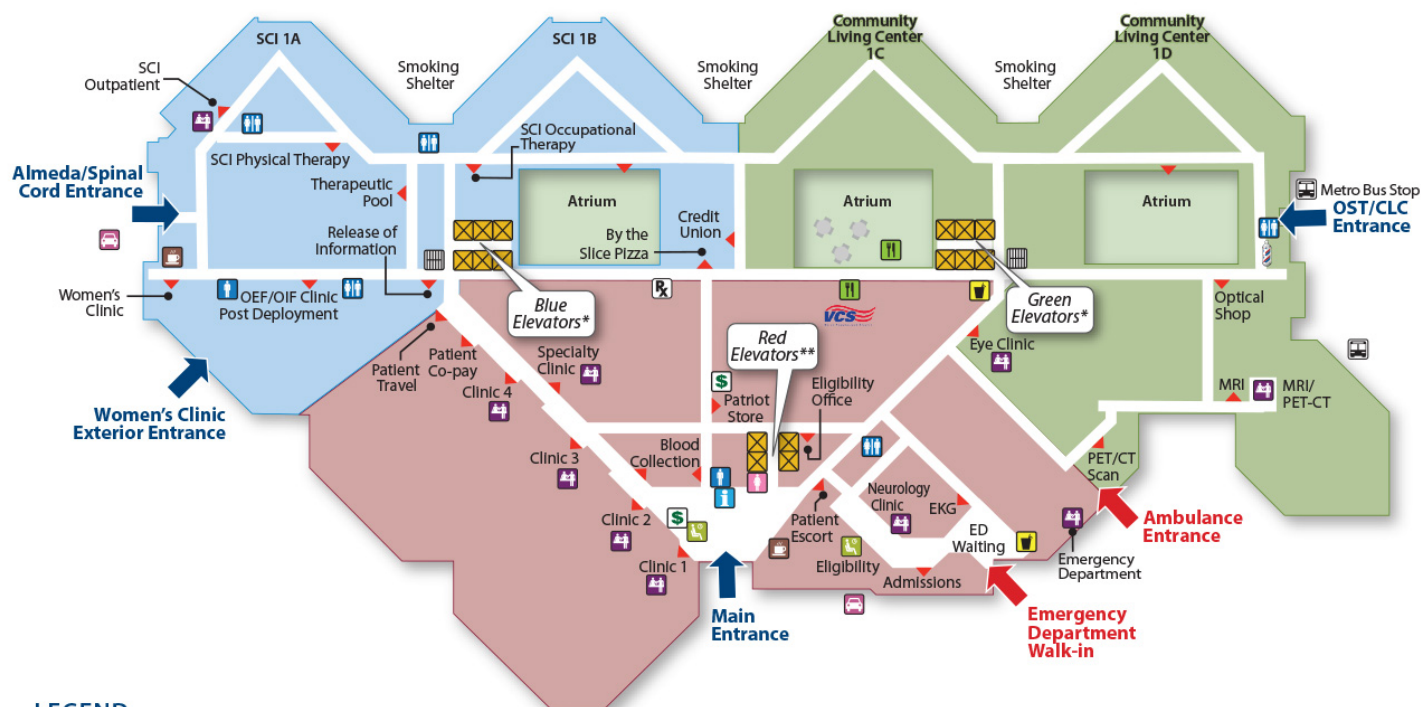 SCI 1A
SCI 1B
Community
Living Center
1C
Community
Living Center
1D
SCI
Outpatient
Smoking
Shelter
Smoking
Shelter
Smoking
Shelter
SCI Occupational
Therapy
SCI Physical Therapy
Almeda/Spinal
Cord Entrance
Therapeutic
Pool
Atrium
Atrium
Atrium
Metro Bus Stop
OST/CLC
Entrance
Release of
Information
Credit
Union
By the
Slice Pizza
Women's
Clinic
OEF/OIF Clinic
Post Deployment
Rx
Blue
Elevators*
Green
Elevators*
Optical
Shop
VCS
Red
Elevators**
Eye Clinic
Patient
Travel
Patient
Co-pay
Specialty
Clinic
Clinic 4
$
Patriot
Store
Eligibility
Office
MRI
MRI/
PET-CT
Women's Clinic
Exterior Entrance
Clinic 3
Blood
Collection
PET/CT
Scan
Neurology
Clinic
EKG
i
Clinic 2
$
Patient
Escort
ED
Waiting
Ambulance
Entrance
Clinic 1
Eligibility
Admissions
Emergency
Department
Main
Entrance
Emergency
Department
Walk-in
LEGEND